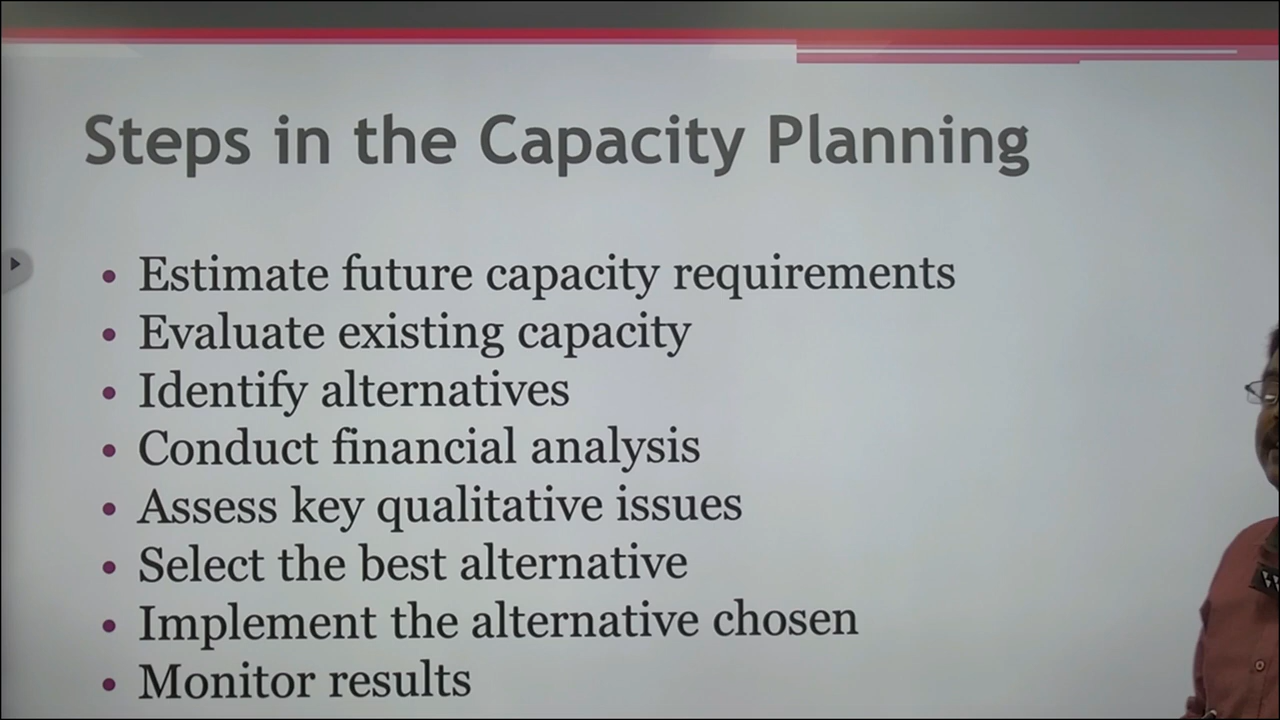 Steps in the Capacity Planning
• Estimate future capacity requirements
• Evaluate existing capacity
• Identify alternatives
• Conduct financial analysis
• Assess key qualitative issues
• Select the best alternative
• Implement the alternative chosen
• Monitor results